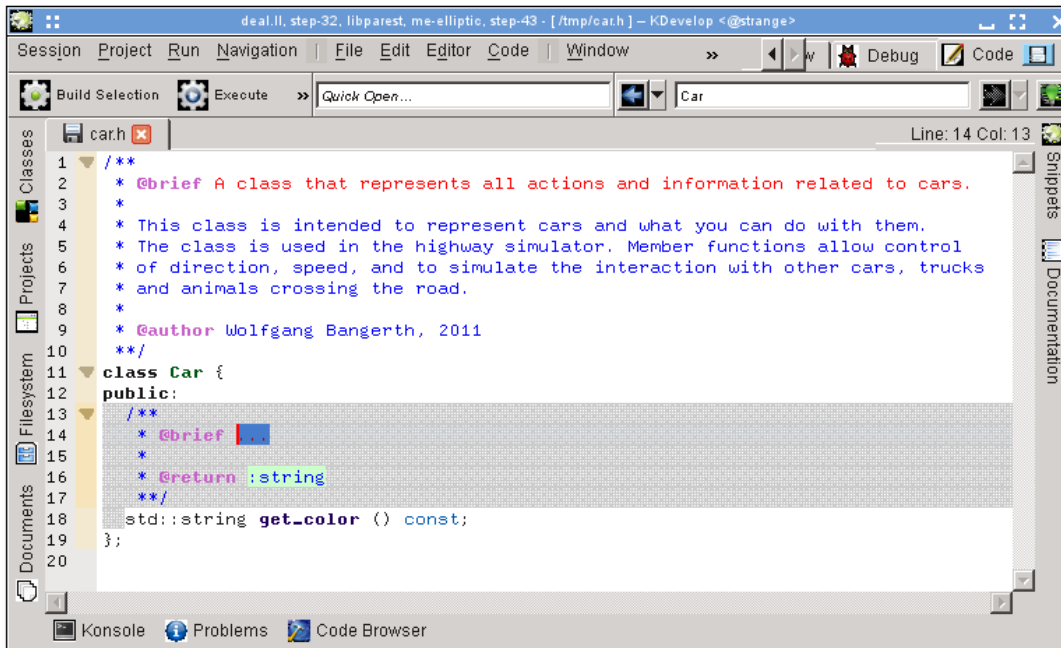 deal.II, step-32, libparest, me-elliptic, step-43 - [ /tmp/car.h ] – KDevelop <@strange>
Session Project Run Navigation | File Edit Editor Code | Window » Debug Code
Build Selection Execute » Quick Open... Car
car.h Line: 14 Col: 13
Classes
Projects
Filesystem
Documents
1 /**
2 * @brief A class that represents all actions and information related to cars.
3 *
4 * This class is intended to represent cars and what you can do with them.
5 * The class is used in the highway simulator. Member functions allow control
6 * of direction, speed, and to simulate the interaction with other cars, trucks
7 * and animals crossing the road.
8 *
9 * @author Wolfgang Bangerth, 2011
10 **/
11 class Car {
12 public:
13 /**
14 * @brief ...
15 *
16 * @return :string
17 **/
18 std::string get_color () const;
19 };
20
Snippets
Documentation
Konsole Problems Code Browser